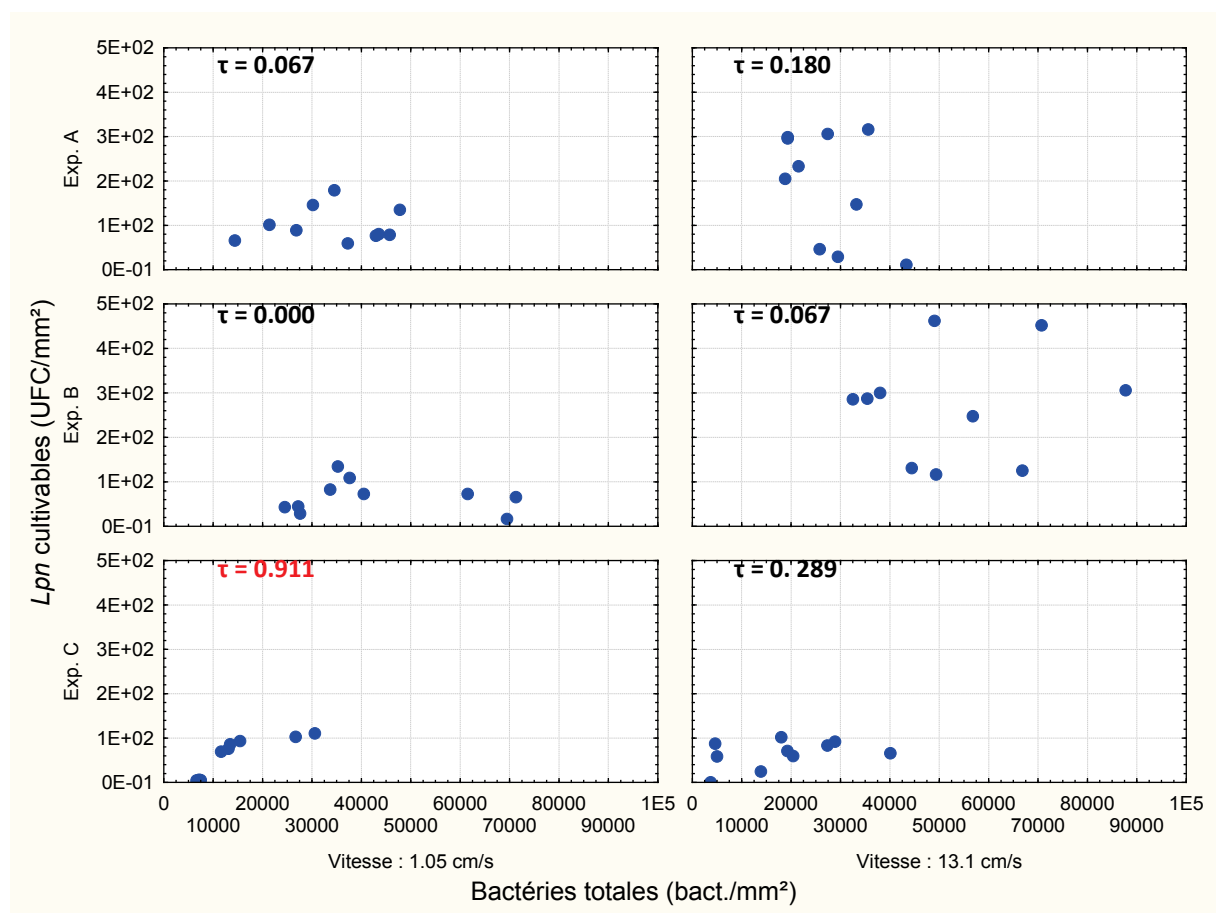 Lpn cultivables (UFC/mm²)
Exp. A
5E+02
4E+02
3E+02
2E+02
1E+02
0E-01
τ = 0.067
τ = 0.180
Exp. B
5E+02
4E+02
3E+02
2E+02
1E+02
0E-01
τ = 0.000
τ = 0.067
Exp. C
5E+02
4E+02
3E+02
2E+02
1E+02
0E-01
τ = 0.911
τ = 0. 289
0 20000 40000 60000 80000 1E5
10000 30000 50000 70000 90000
Vitesse : 1.05 cm/s
0 20000 40000 60000 80000 1E5
10000 30000 50000 70000 90000
Vitesse : 13.1 cm/s
Bactéries totales (bact./mm²)